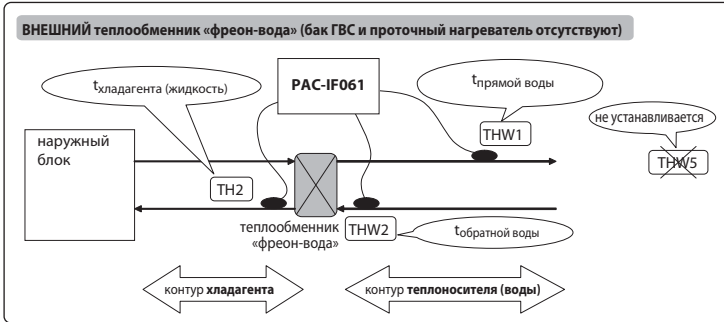 ВНЕШНИЙ теплообменник «фреон-вода» (бак ГВС и проточный нагреватель отсутствуют)
tхладагента (жидкость)
PAC-IF061
tпрямой воды
THW1
не устанавливается
THW5
наружный
блок
TH2
теплообменник
«фреон-вода»
THW2
tобратной воды
контур хладагента
контур теплоносителя (воды)